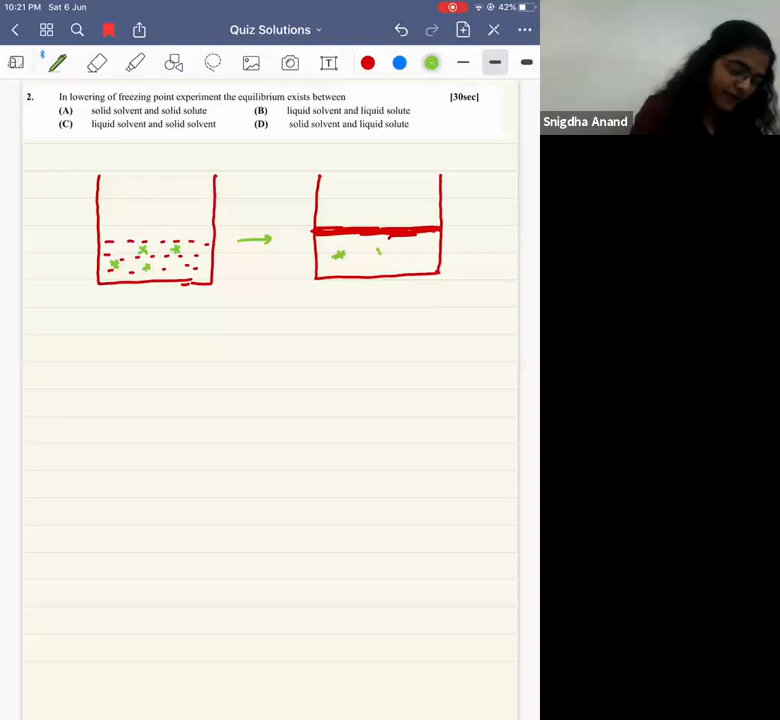 10:21 PM Sat 6 Jun
42%
Quiz Solutions
T
Snigdha Anand
2. In lowering of freezing point experiment the equilibrium exists between [30sec]
(A) solid solvent and solid solute (B) liquid solvent and liquid solute
(C) liquid solvent and solid solvent (D) solid solvent and liquid solute